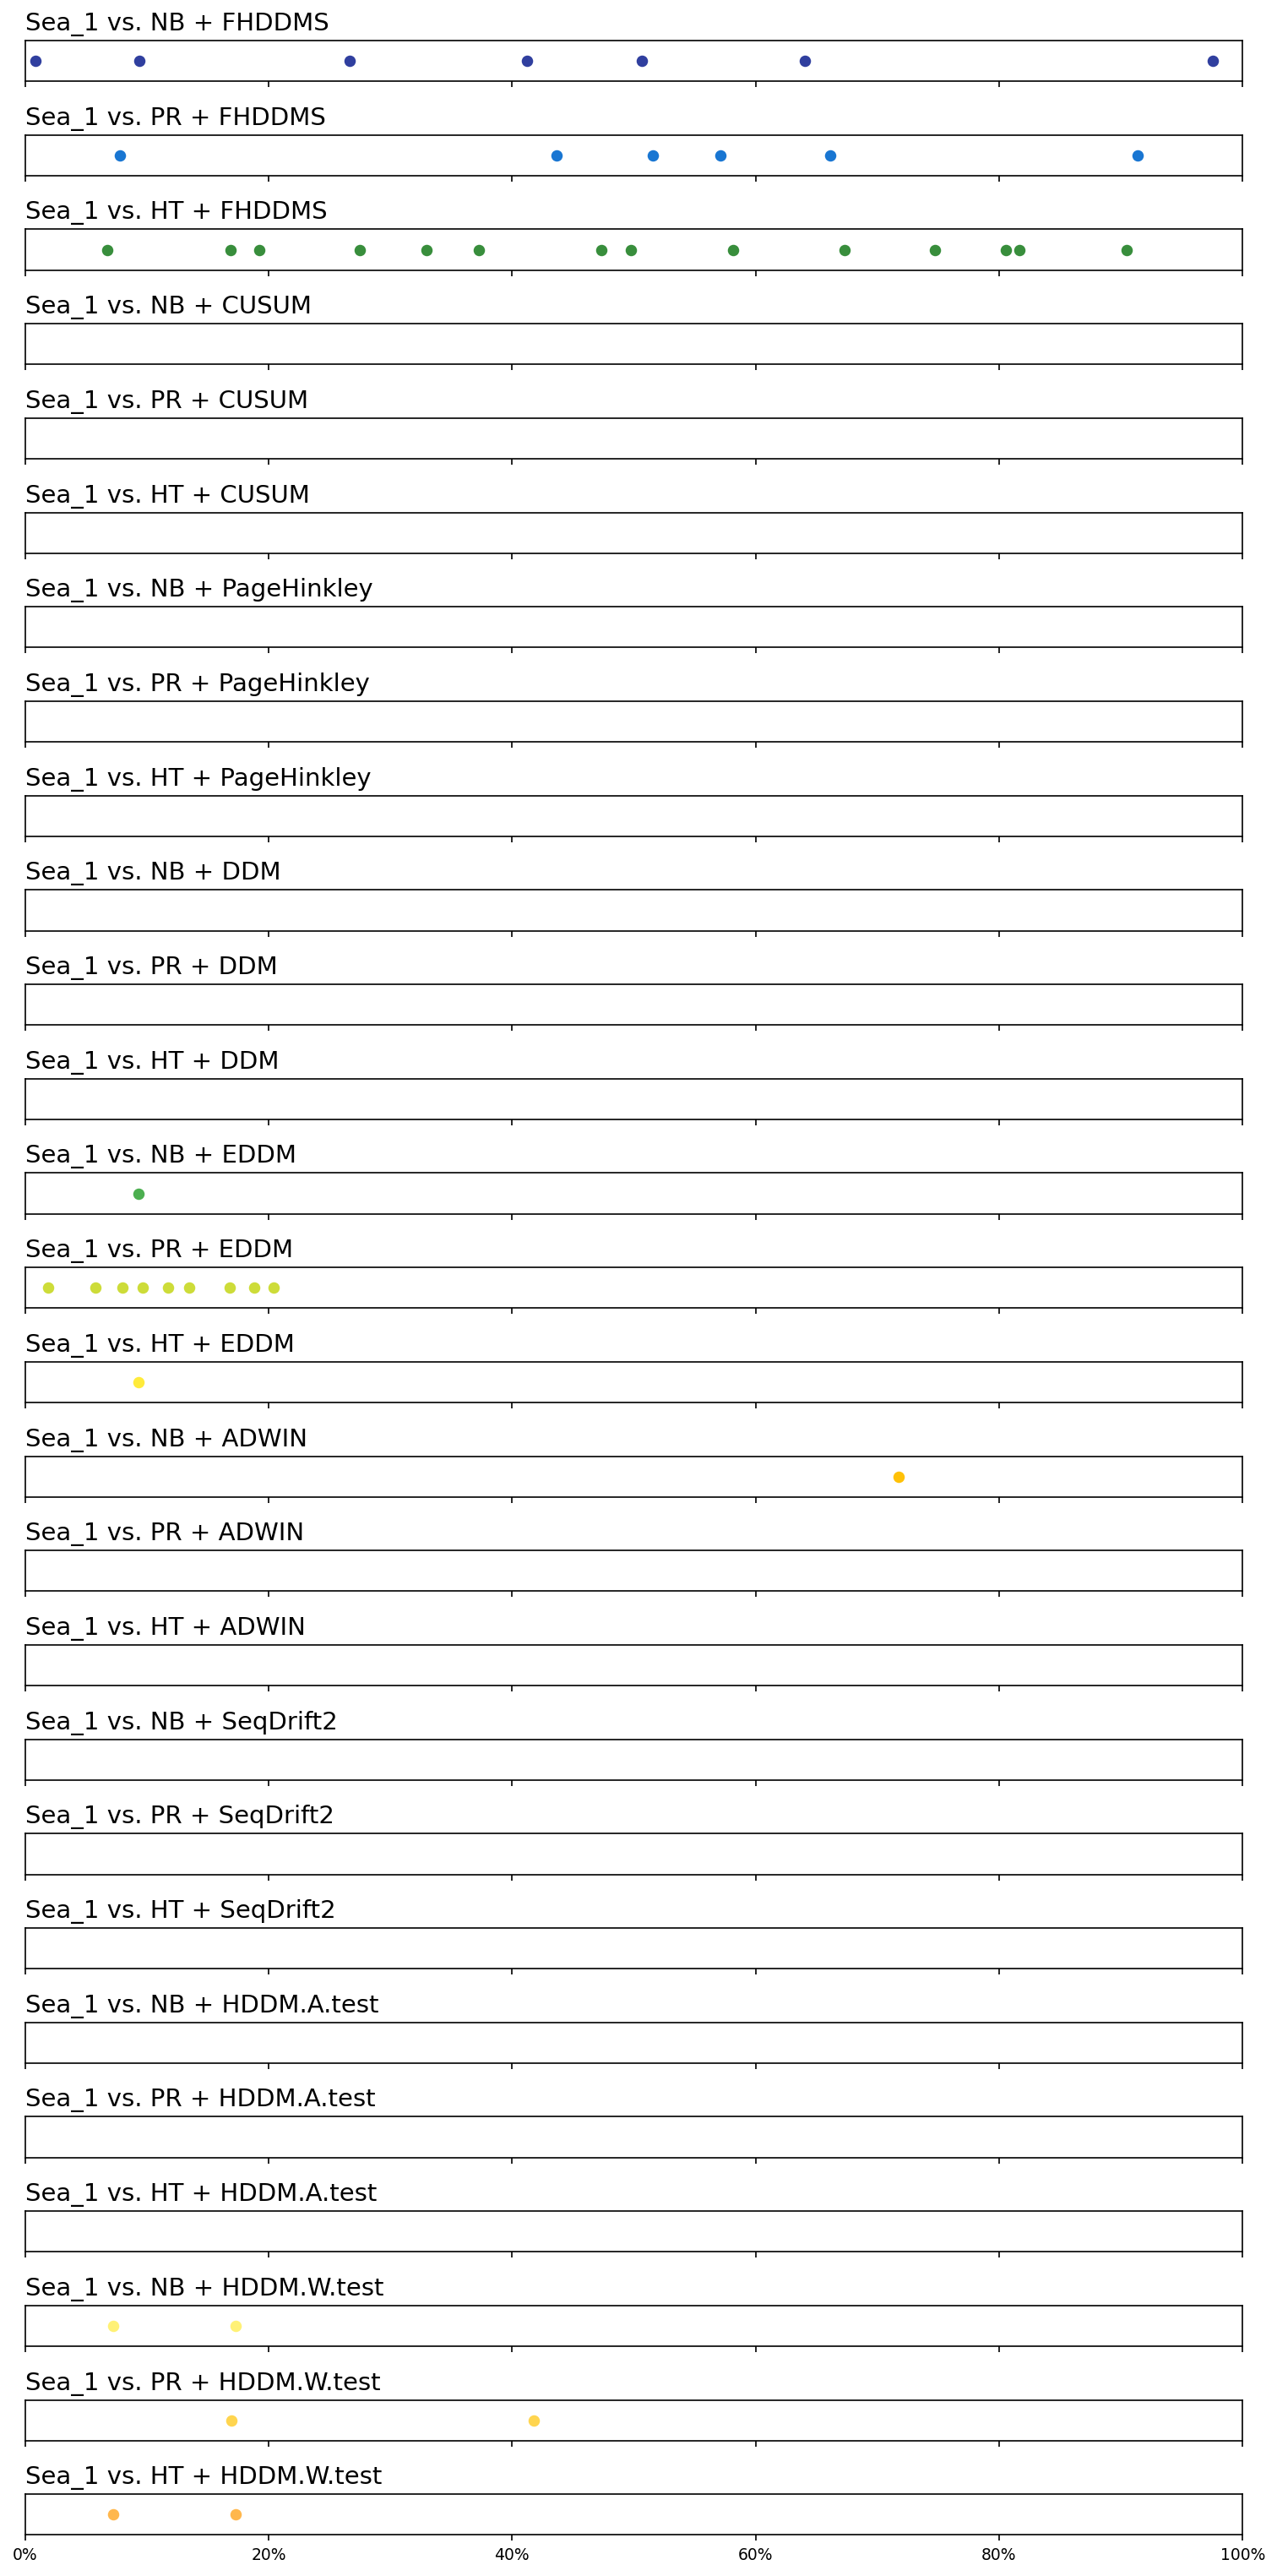 Sea_1 vs. NB + FHDDMS
Sea_1 vs. PR + FHDDMS
Sea_1 vs. HT + FHDDMS
Sea_1 vs. NB + CUSUM
Sea_1 vs. PR + CUSUM
Sea_1 vs. HT + CUSUM
Sea_1 vs. NB + PageHinkley
Sea_1 vs. PR + PageHinkley
Sea_1 vs. HT + PageHinkley
Sea_1 vs. NB + DDM
Sea_1 vs. PR + DDM
Sea_1 vs. HT + DDM
Sea_1 vs. NB + EDDM
Sea_1 vs. PR + EDDM
Sea_1 vs. HT + EDDM
Sea_1 vs. NB + ADWIN
Sea_1 vs. PR + ADWIN
Sea_1 vs. HT + ADWIN
Sea_1 vs. NB + SeqDrift2
Sea_1 vs. PR + SeqDrift2
Sea_1 vs. HT + SeqDrift2
Sea_1 vs. NB + HDDM.A.test
Sea_1 vs. PR + HDDM.A.test
Sea_1 vs. HT + HDDM.A.test
Sea_1 vs. NB + HDDM.W.test
Sea_1 vs. PR + HDDM.W.test
Sea_1 vs. HT + HDDM.W.test
0% 20% 40% 60% 80% 100%